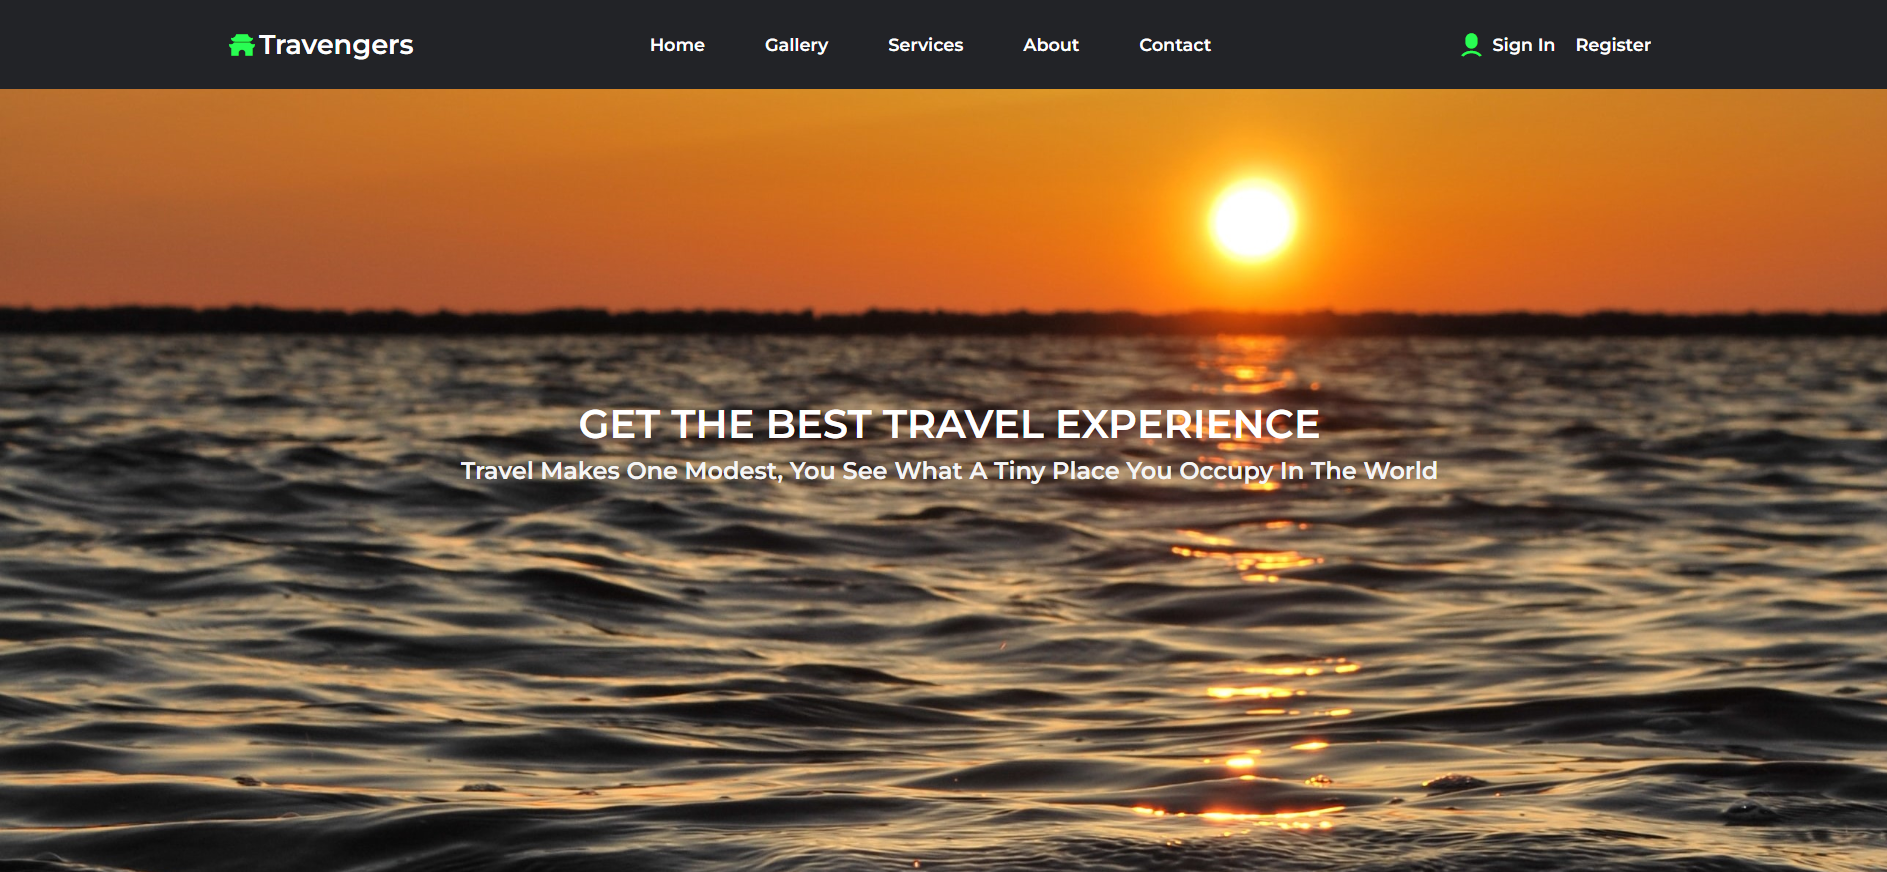 Travengers Home Gallery Services About Contact Sign In Register
GET THE BEST TRAVEL EXPERIENCE
Travel Makes One Modest, You See What A Tiny Place You Occupy In The World